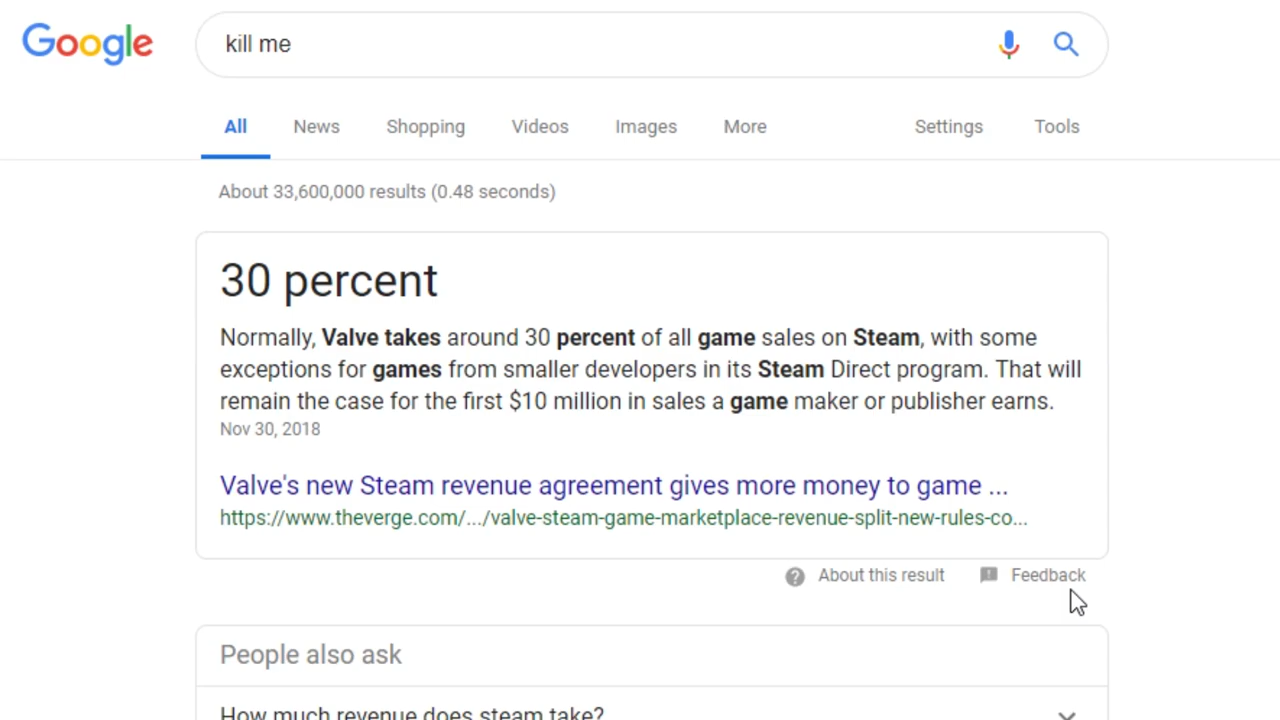 Google
kill me
All News Shopping Videos Images More Settings Tools
About 33,600,000 results (0.48 seconds)
30 percent
Normally, Valve takes around 30 percent of all game sales on Steam, with some
exceptions for games from smaller developers in its Steam Direct program. That will
remain the case for the first $10 million in sales a game maker or publisher earns.
Nov 30, 2018
Valve's new Steam revenue agreement gives more money to game ...
https://www.theverge.com/.../valve-steam-game-marketplace-revenue-split-new-rules-co...
About this result Feedback
People also ask
How much revenue does steam take?